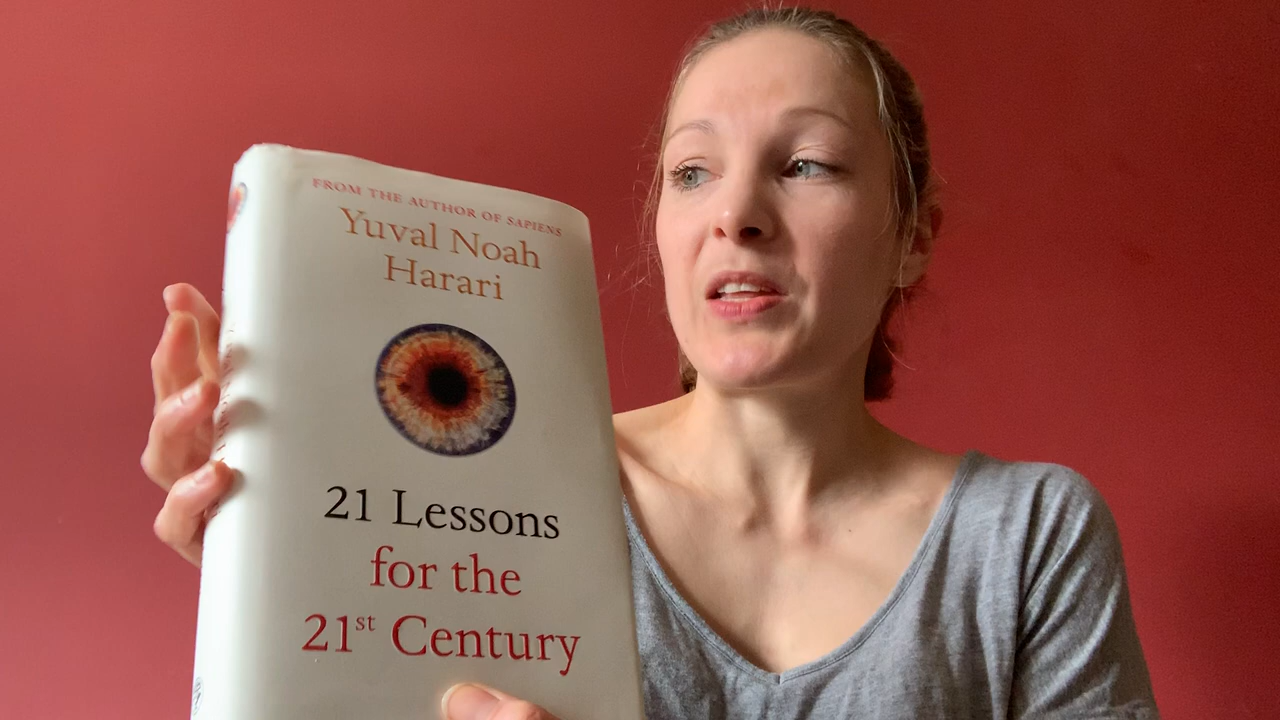 FROM THE AUTHOR OF SAPIENS
Yuval Noah
Harari
21 Lessons
for the
21st Century